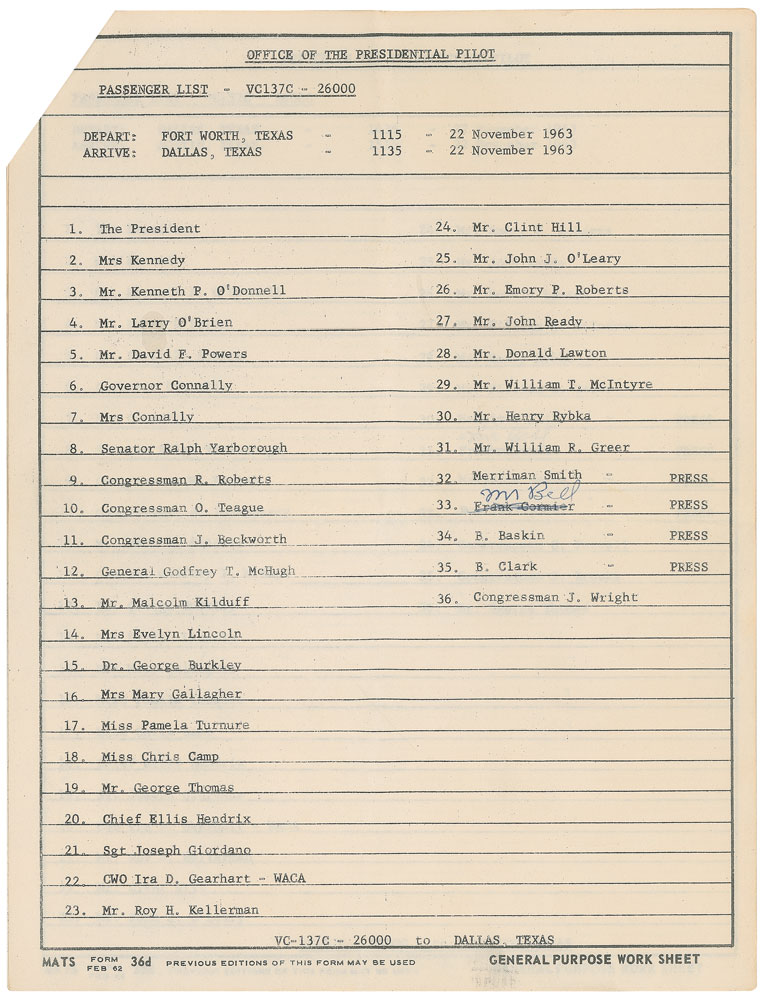 OFFICE OF THE PRESIDENTIAL PILOT
PASSENGER LIST - VC137C - 26000
DEPART: FORT WORTH, TEXAS - 1115 - 22 November 1963
ARRIVE: DALLAS, TEXAS - 1135 - 22 November 1963
1. The President
2. Mrs Kennedy
3. Mr. Kenneth P. O'Donnell
4. Mr. Larry O'Brien
5. Mr. David F. Powers
6. Governor Connally
7. Mrs Connally
8. Senator Ralph Yarborough
9. Congressman R. Roberts
10. Congressman O. Teague
11. Congressman J. Beckworth
12. General Godfrey T. McHugh
13. Mr. Malcolm Kilduff
14. Mrs Evelyn Lincoln
15. Dr. George Burkley
16. Mrs Mary Gallagher
17. Miss Pamela Turnure
18. Miss Chris Camp
19. Mr. George Thomas
20. Chief Ellis Hendrix
21. Sgt Joseph Giordano
22. CWO Ira D. Gearhart - WACA
23. Mr. Roy H. Kellerman
24. Mr. Clint Hill
25. Mr. John J. O'Leary
26. Mr. Emory P. Roberts
27. Mr. John Ready
28. Mr. Donald Lawton
29. Mr. William T. McIntyre
30. Mr. Henry Rybka
31. Mr. William R. Greer
32. Merriman Smith - PRESS
Mr Bell
33. Frank Cormier - PRESS
34. B. Baskin - PRESS
35. B. Clark - PRESS
36. Congressman J. Wright
VC-137C - 26000 to DALLAS, TEXAS
MATS FORM FEB 62 36d PREVIOUS EDITIONS OF THIS FORM MAY BE USED GENERAL PURPOSE WORK SHEET